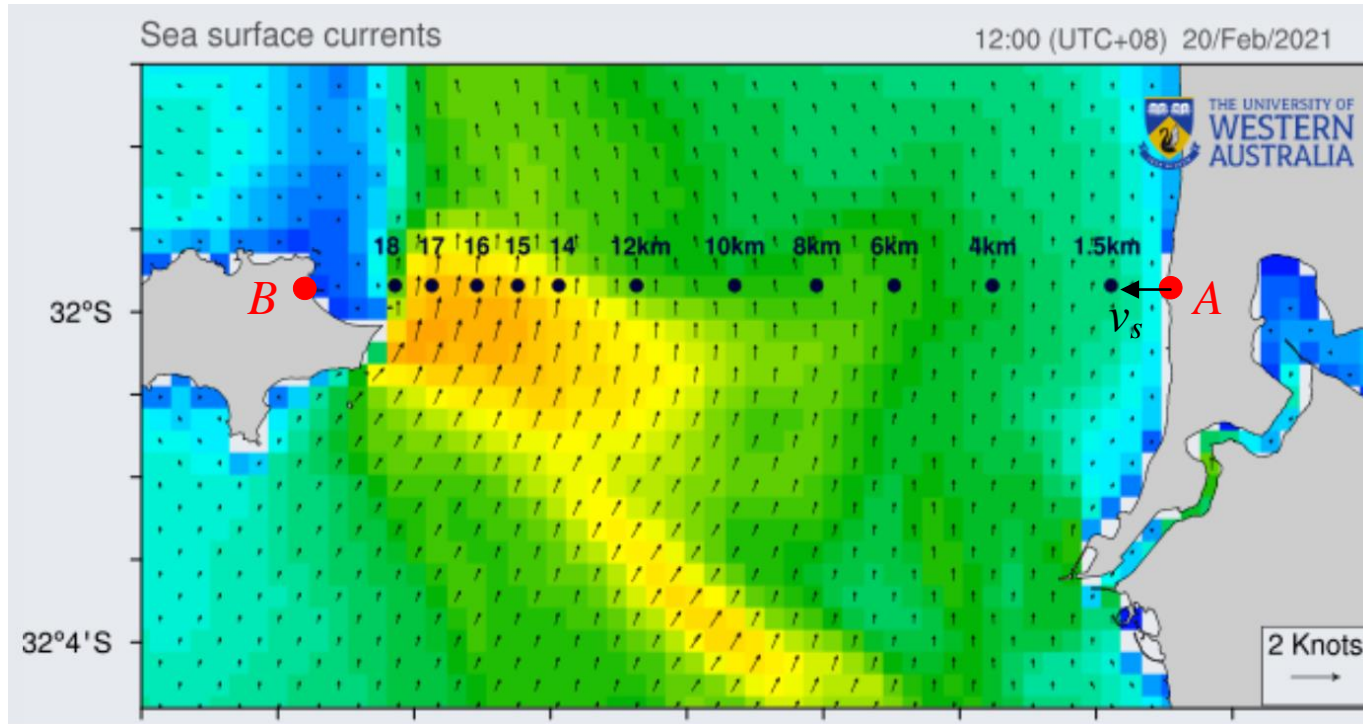 Sea surface currents
12:00 (UTC+08) 20/Feb/2021
THE UNIVERSITY OF
WESTERN
AUSTRALIA
18 17 16 15 14 12km 10km 8km 6km 4km 1.5km
B
A
v_s
32°S
32°4'S
2 Knots